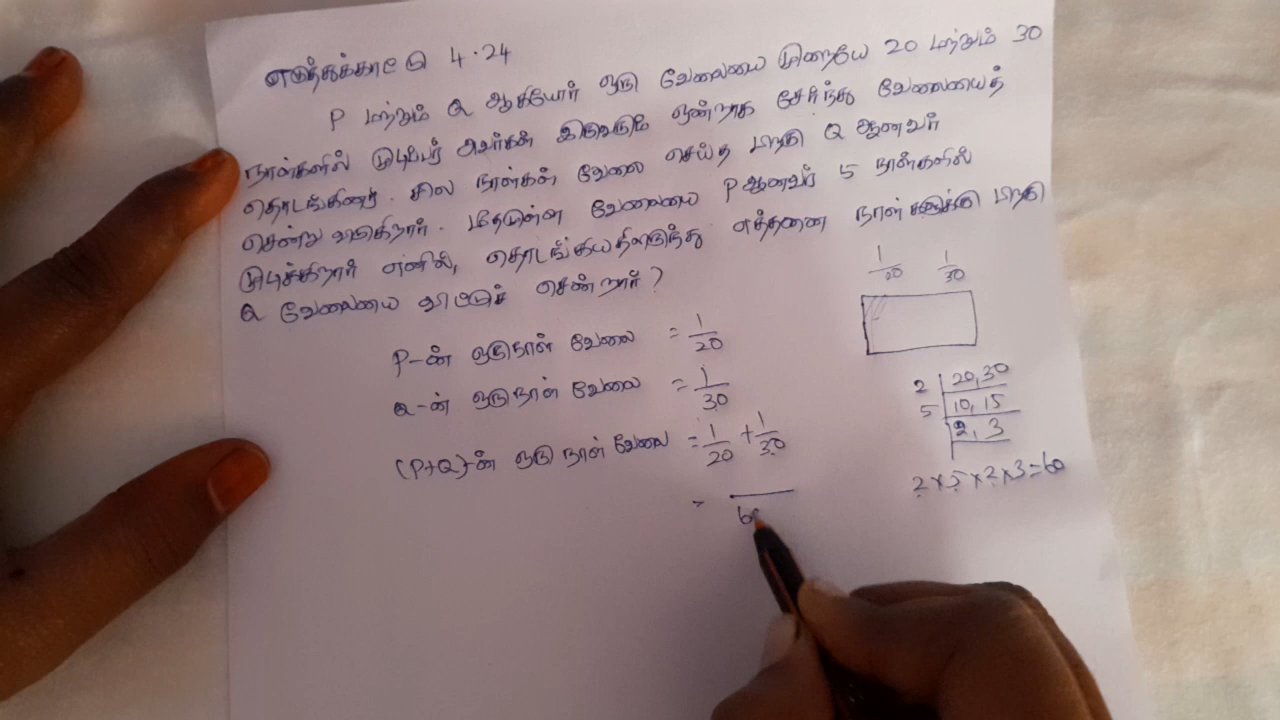 எடுத்துக்காட்டு 4.24
P மற்றும் Q ஆகியோர் ஒரு வேலையை முறையே 20 மற்றும் 30
நாள்களில் முடிப்பர் அவர்கள் இருவரும் ஒன்றாக சேர்ந்து வேலையைத்
தொடங்கினர். சில நாள்கள் வேலை செய்த பிறகு Q ஆனவர்
சென்று விடுகிறார். மீதமுள்ள வேலையை P ஆனவர் 5 நாள்களில்
முடிக்கிறார் எனில், தொடங்கியதிலிருந்து எத்தனை நாள்களுக்கு பிறகு
Q வேலையை விட்டுச் சென்றார்?
1/20 1/30
P-ன் ஒருநாள் வேலை = 1/20
Q-ன் ஒருநாள் வேலை = 1/30
(P+Q)-ன் ஒரு நாள் வேலை = 1/20 + 1/30
= /60
2 | 20, 30
5 | 10, 15
2, 3
2 x 5 x 2 x 3 = 60